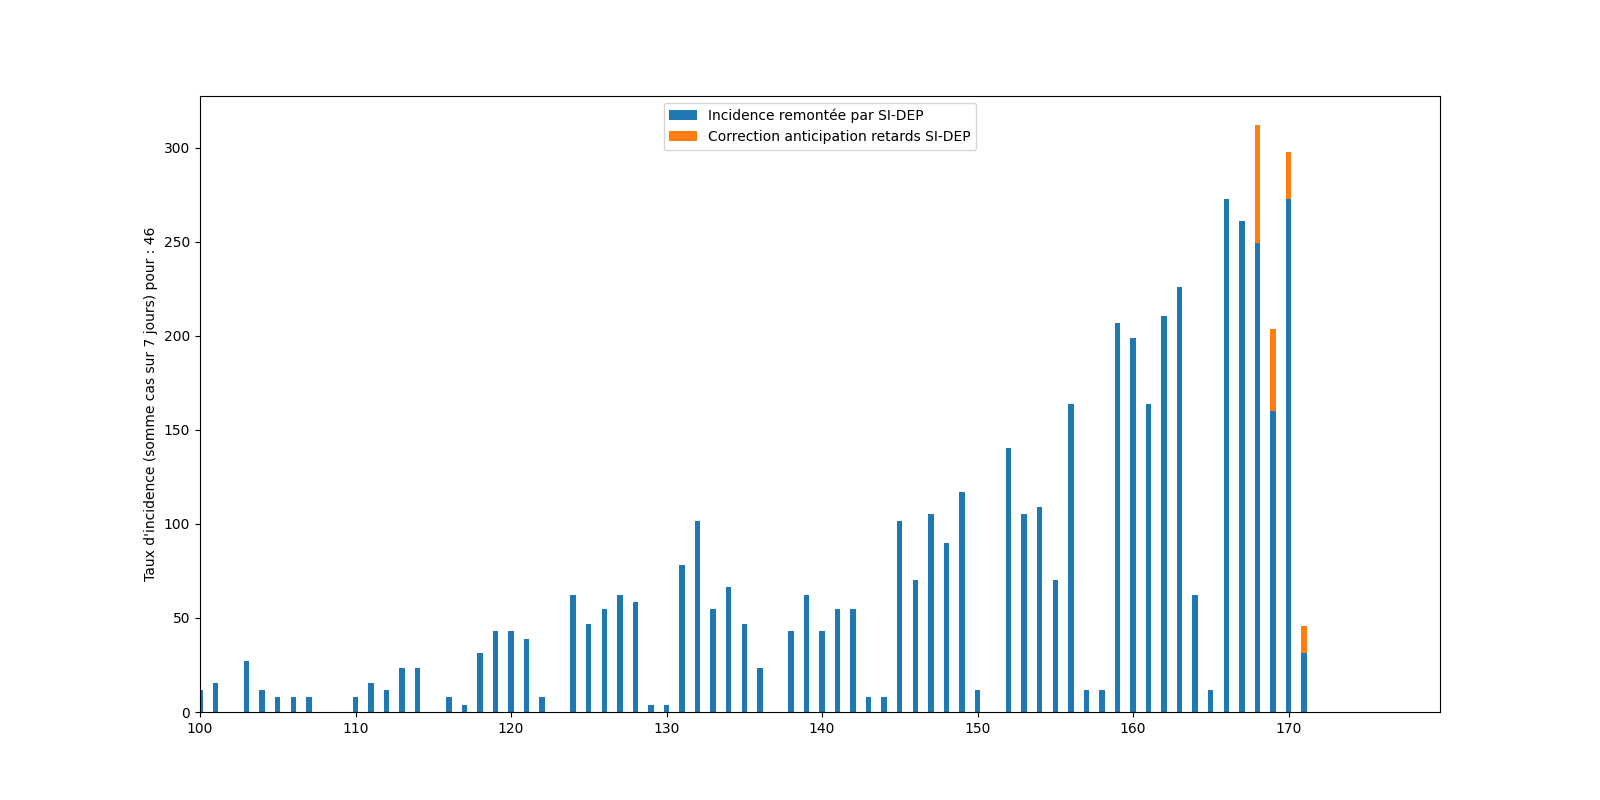 Incidence remontée par SI-DEP
Correction anticipation retards SI-DEP
Taux d'incidence (somme cas sur 7 jours) pour : 46
300
250
200
150
100
50
0
100 110 120 130 140 150 160 170